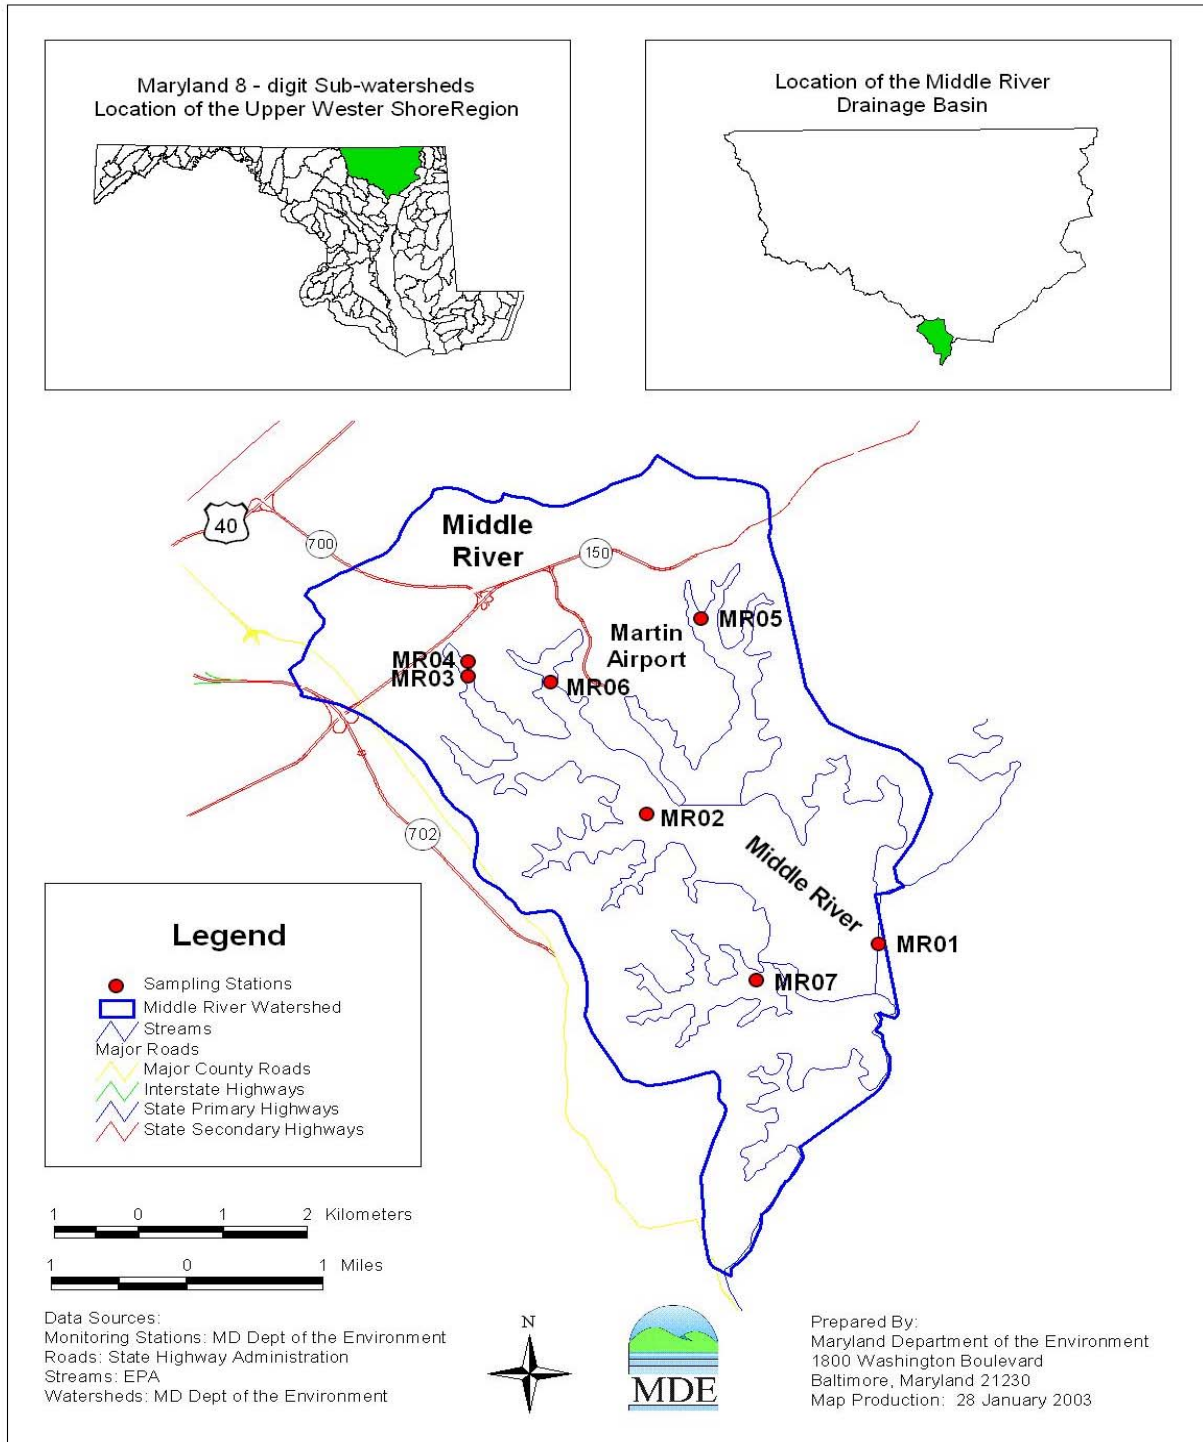 Maryland 8 - digit Sub-watersheds
Location of the Upper Wester ShoreRegion
Location of the Middle River
Drainage Basin
40
700
Middle
River
150
MR05
Martin
Airport
MR04
MR03
MR06
MR02
702
Middle River
MR01
MR07
Legend
Sampling Stations
Middle River Watershed
Streams
Major Roads
Major County Roads
Interstate Highways
State Primary Highways
State Secondary Highways
1 0 1 2 Kilometers
1 0 1 Miles
Data Sources:
Monitoring Stations: MD Dept of the Environment
Roads: State Highway Administration
Streams: EPA
Watersheds: MD Dept of the Environment
N
MDE
Prepared By:
Maryland Department of the Environment
1800 Washington Boulevard
Baltimore, Maryland 21230
Map Production: 28 January 2003